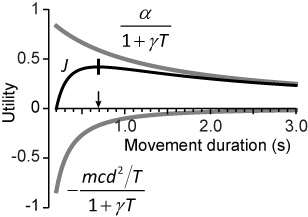 α
1 + γT
1
J
0.5
Utility
0
1.0
2.0
3.0
Movement duration (s)
-0.5
-mcd²/T
1 + γT
-1